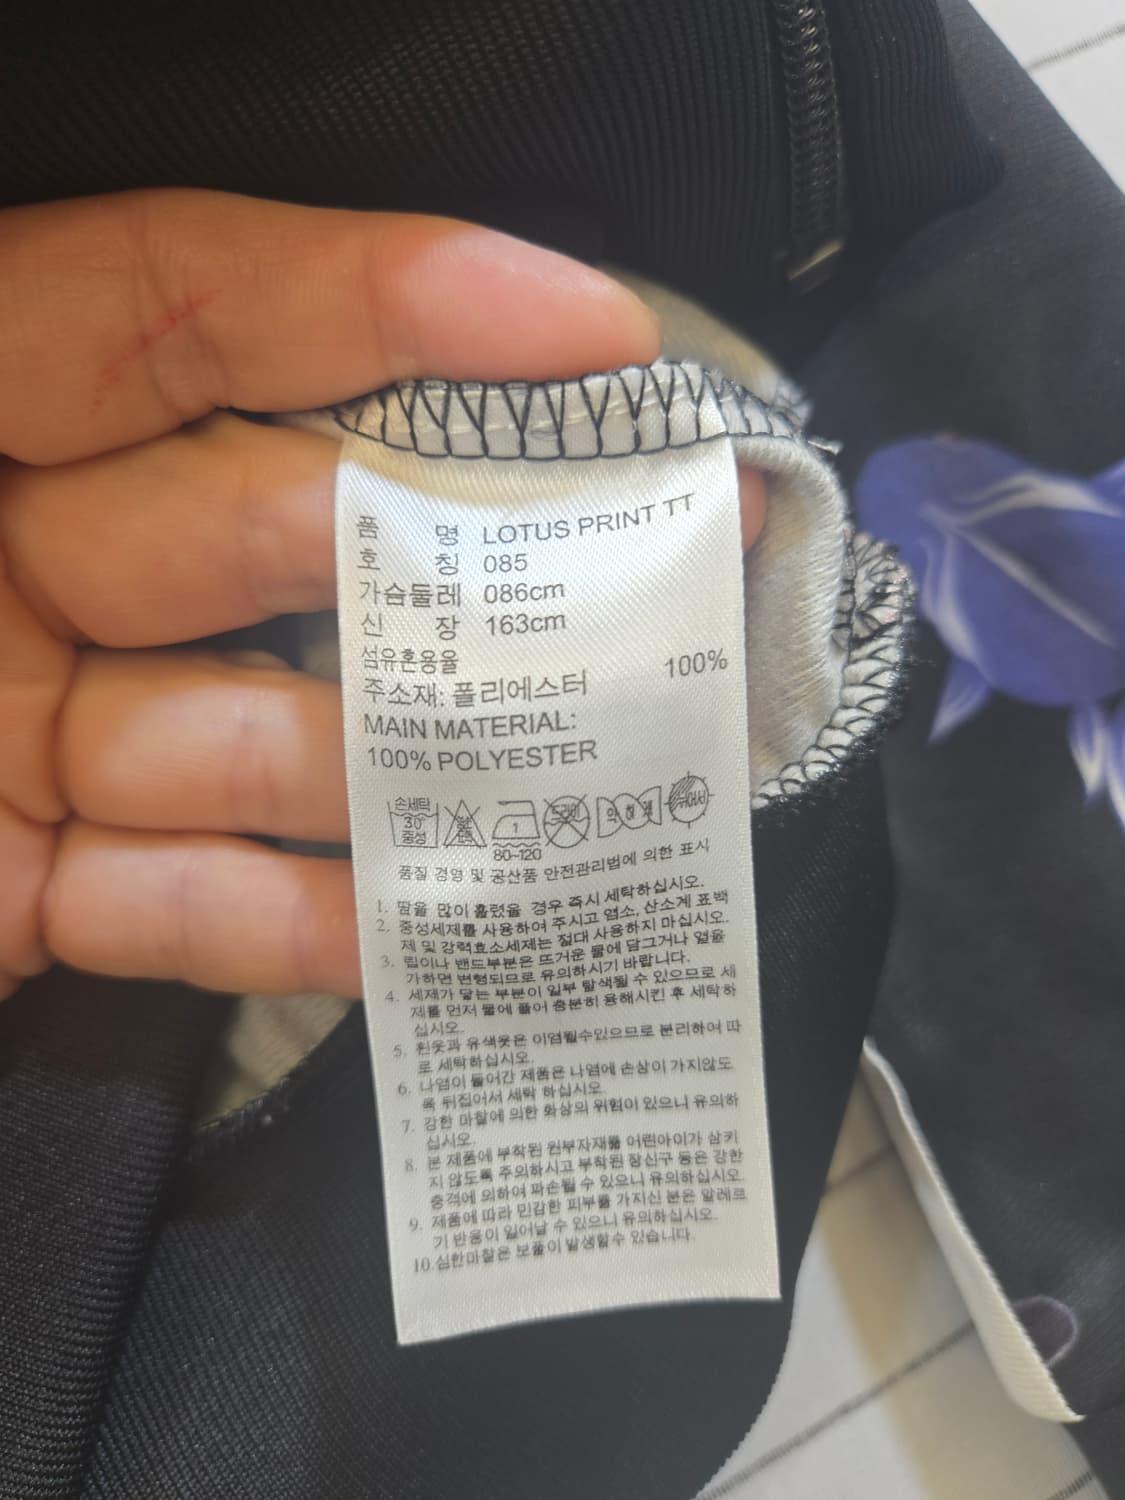 품 명 LOTUS PRINT TT
호 칭 085
가슴둘레 086cm
신 장 163cm
섬유혼용율 100%
주소재: 폴리에스터
MAIN MATERIAL:
100% POLYESTER
손세탁 30° 중성 1 드라이 약하게 뉘어서
80~120
품질 경영 및 공산품 안전관리법에 의한 표시
1. 땀을 많이 흘렸을 경우 즉시 세탁하십시오.
2. 중성세제를 사용하여 주시고 염소, 산소계 표백
제 및 강력효소세제는 절대 사용하지 마십시오.
3. 립이나 밴드부분은 뜨거운 물에 담그거나 열을
가하면 변형되므로 유의하시기 바랍니다.
4. 세제가 닿는 부분이 일부 탈색될 수 있으므로 세
제를 먼저 물에 풀어 충분히 용해시킨 후 세탁하
십시오.
5. 흰옷과 유색옷은 이염될수있으므로 분리하여 따
로 세탁하십시오.
6. 나염이 들어간 제품은 나염에 손상이 가지않도
록 뒤집어서 세탁 하십시오.
7. 강한 마찰에 의한 화상의 위험이 있으니 유의하
십시오.
8. 본 제품에 부착된 원부자재를 어린아이가 삼키
지 않도록 주의하시고 부착된 장신구 등은 강한
충격에 의하여 파손될 수 있으니 유의하십시오.
9. 제품에 따라 민감한 피부를 가지신 분은 알레르
기 반응이 일어날 수 있으니 유의하십시오.
10.심한마찰은 보풀이 발생할수 있습니다.